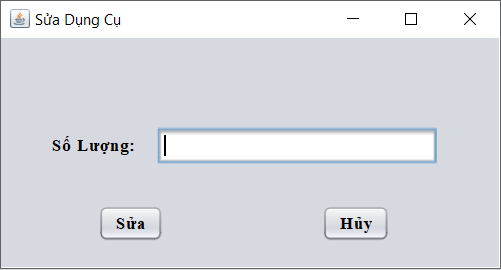 Sửa Dụng Cụ
Số Lượng:
Sửa Hủy